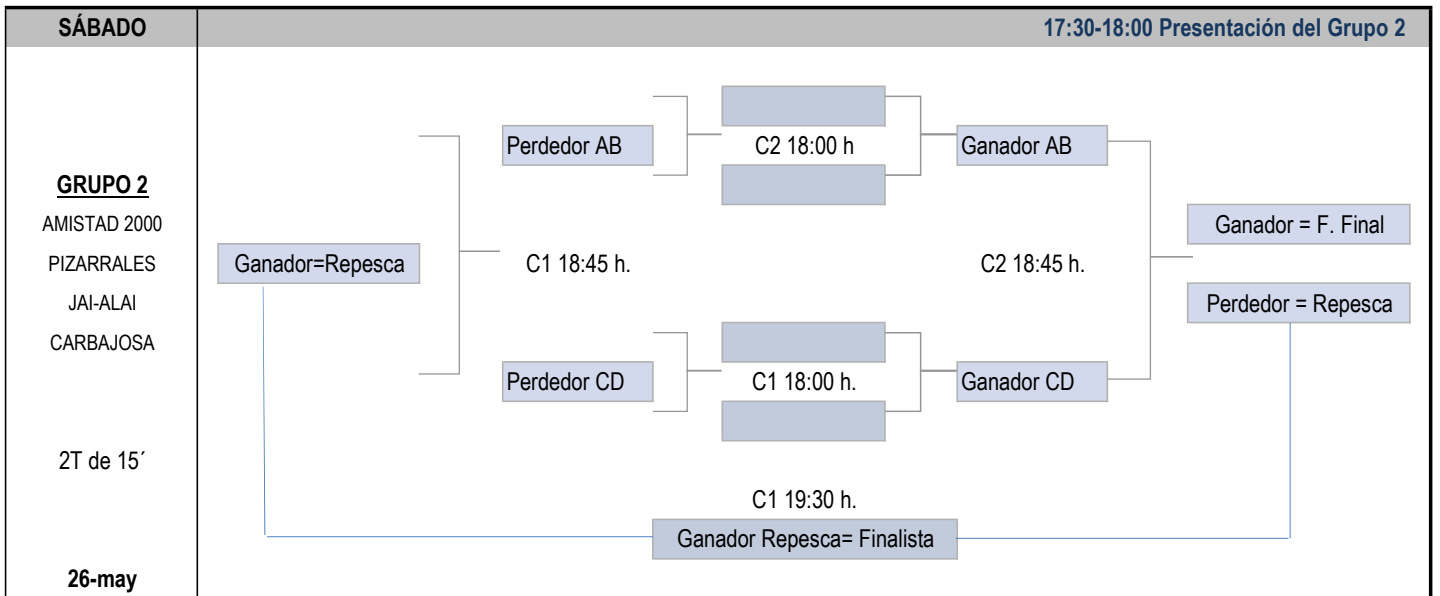 SÁBADO
17:30-18:00 Presentación del Grupo 2
GRUPO 2
AMISTAD 2000
PIZARRALES
JAI-ALAI
CARBAJOSA
2T de 15´
26-may
Ganador=Repesca
Perdedor AB
C1 18:45 h.
Perdedor CD
C2 18:00 h
C1 18:00 h.
Ganador AB
C2 18:45 h.
Ganador CD
Ganador = F. Final
Perdedor = Repesca
C1 19:30 h.
Ganador Repesca= Finalista